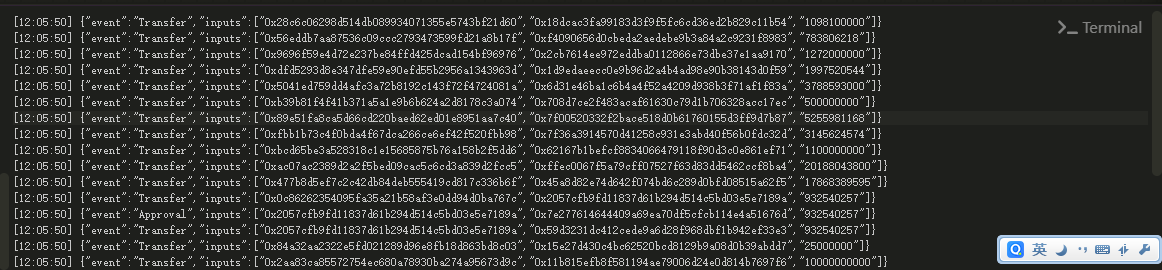 [12:05:50] {"event":"Transfer","inputs":["0x28c6c06298d514db089934071355e5743bf21d60","0x18dcac3fa99183d3f9f5fc6cd36ed2b829c11b54","1098100000"]}
>_ Terminal
[12:05:50] {"event":"Transfer","inputs":["0x56eddb7aa87536c09ccc2793473599fd21a8b17f","0xf4090656d0cbeda2aedebe9b3a84a2c9231f8983","783806218"]}
[12:05:50] {"event":"Transfer","inputs":["0x9696f59e4d72e237be84ffd425dcad154bf96976","0x2cb7614ee972eddba0112866e73dbe37e1aa9170","1272000000"]}
[12:05:50] {"event":"Transfer","inputs":["0xdfd5293d8e347dfe59e90efd55b2956a1343963d","0x1d9edaeecc0e9b96d2a4b4ad98e90b38143d0f59","1997520544"]}
[12:05:50] {"event":"Transfer","inputs":["0x5041ed759dd4afc3a72b8192c143f72f4724081a","0x6d31e46ba1c6b4a4f52a4209d938b3f71af1f83a","3788593000"]}
[12:05:50] {"event":"Transfer","inputs":["0xb39b81f4f41b371a5a1e9b6b624a2d8178c3a074","0x708d7ce2f483acaf61630c79d1b706328acc17ec","500000000"]}
[12:05:50] {"event":"Transfer","inputs":["0x89e51fa8ca5d66cd220baed62ed01e8951aa7c40","0x7f00520332f2bace518d0b61760155d3ff9d7b87","5255981168"]}
[12:05:50] {"event":"Transfer","inputs":["0xfbb1b73c4f0bda4f67dca266ce6ef42f520fbb98","0x7f36a3914570d41258c931e3abd40f56b0fdc32d","3145624574"]}
[12:05:50] {"event":"Transfer","inputs":["0xbcd65be3a528318c1e15685875b76a158b2f5dd6","0x62167b1befcf8834066479118f90d3c0e861ef71","1100000000"]}
[12:05:50] {"event":"Transfer","inputs":["0xac07ac2389d2a2f5bed09cac5c6cd3a839d2fcc5","0xffec0067f5a79cff07527f63d83dd5462ccf8ba4","20188043800"]}
[12:05:50] {"event":"Transfer","inputs":["0x477b8d5ef7c2c42db84deb555419cd817c336b6f","0x45a8d82e74d642f074bd6c289d0bfd08515a62f5","17868389595"]}
[12:05:50] {"event":"Transfer","inputs":["0x0c86262354095fa35a21b58af3e0dd94d0ba767c","0x2057cfb9fd11837d61b294d514c5bd03e5e7189a","932540257"]}
[12:05:50] {"event":"Approval","inputs":["0x2057cfb9fd11837d61b294d514c5bd03e5e7189a","0x7e277614644409a69ea70df5cfcb114e4a51676d","932540257"]}
[12:05:50] {"event":"Transfer","inputs":["0x2057cfb9fd11837d61b294d514c5bd03e5e7189a","0x59d3231dc412cede9a6d28f968dbf1b942ef33e3","932540257"]}
[12:05:50] {"event":"Transfer","inputs":["0x84a32aa2322e5fd021289d96e8fb18d863bd8c03","0x15e27d430c4bc62520bcd8129b9a08d0b39abdd7","25000000"]}
英
[12:05:50] {"event":"Transfer","inputs":["0x2aa83ca85572754ec680a78930ba274a95673d9c","0x11b815efb8f581194ae79006d24e0d814b7697f6","10000000000"]}